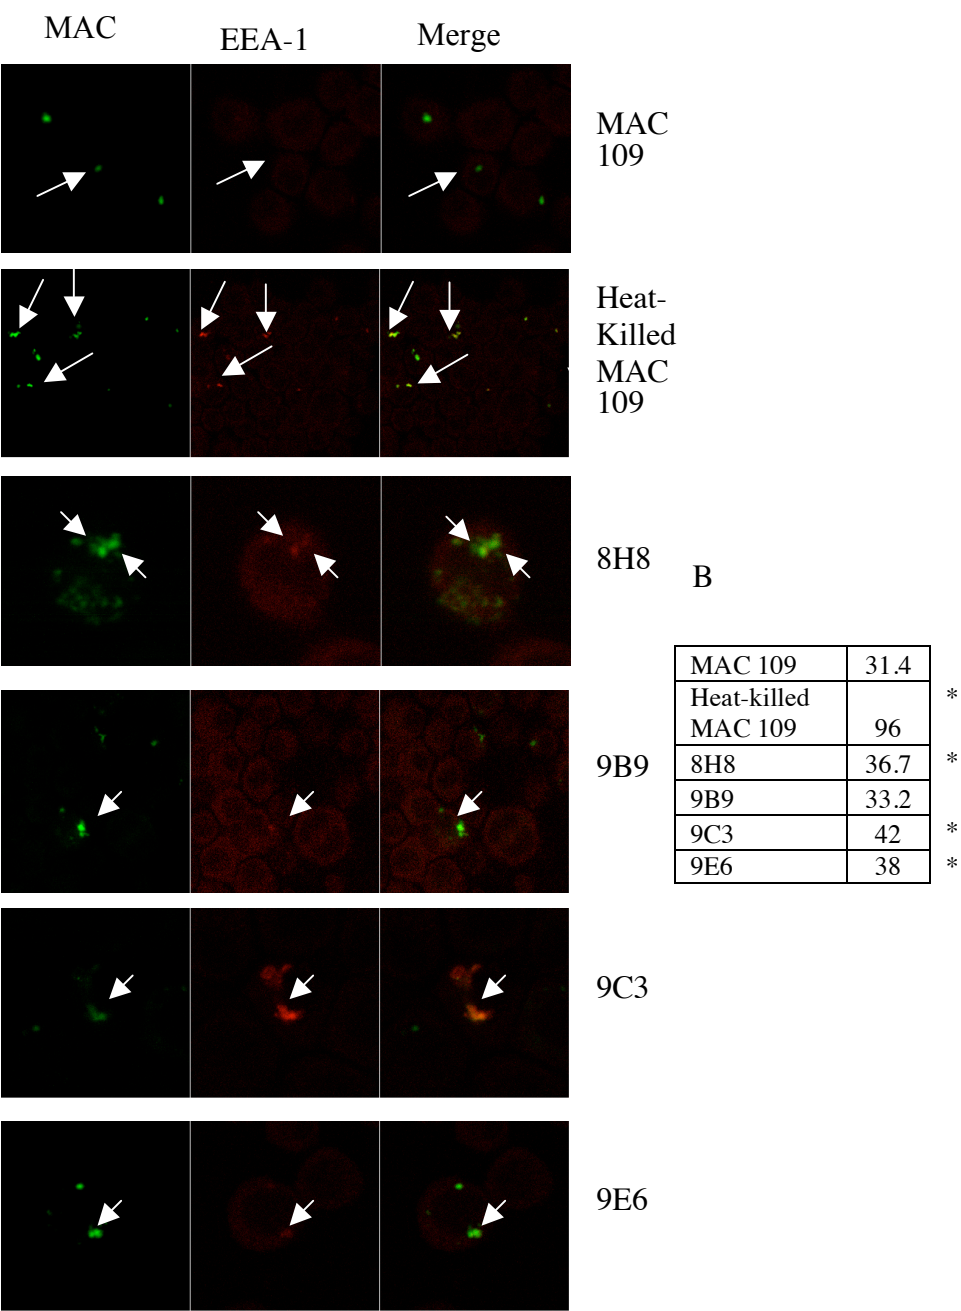 MAC EEA-1 Merge
MAC
109
Heat-
Killed
MAC
109
8H8
B
MAC 109 31.4
Heat-killed *
MAC 109 96
8H8 36.7 *
9B9 33.2
9C3 42 *
9E6 38 *
9B9
9C3
9E6